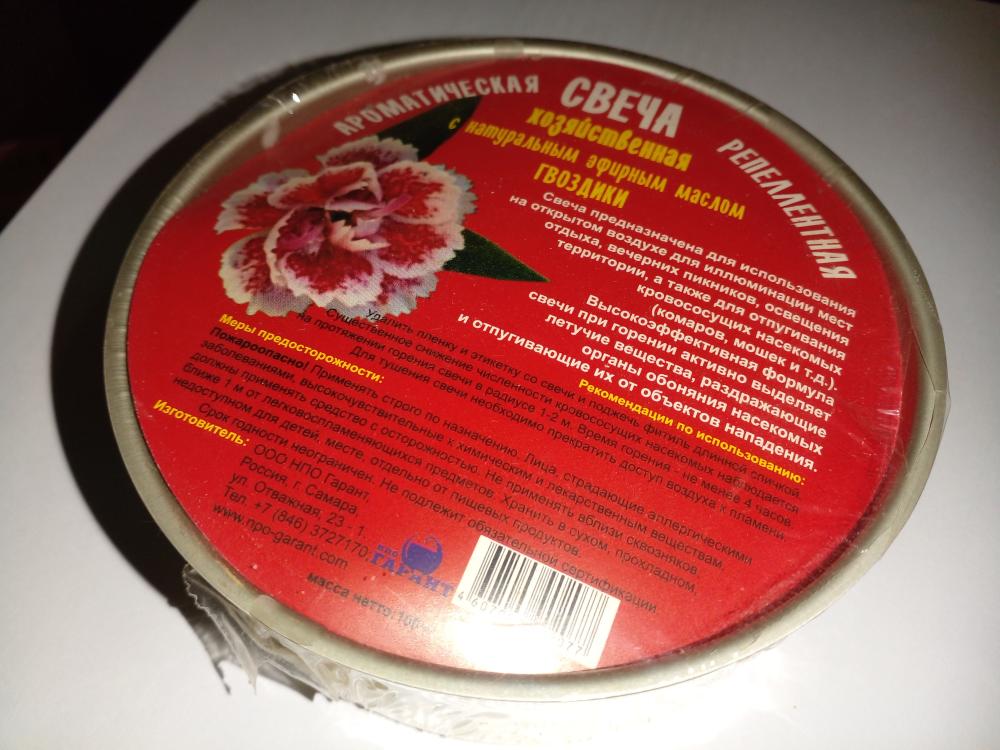 АРОМАТИЧЕСКАЯ СВЕЧА РЕПЕЛЛЕНТНАЯ
хозяйственная
с натуральным эфирным маслом
ГВОЗДИКИ
Свеча предназначена для использования
на открытом воздухе для иллюминации мест
отдыха, вечерних пикников, освещения
территории, а также для отпугивания
кровососущих насекомых
(комаров, мошек и т.д.).
Высокоэффективная формула
свечи при горении активно выделяет
летучие вещества, раздражающие
органы обоняния насекомых
и отпугивающие их от объектов нападения.
Рекомендации по использованию:
Удалить пленку и этикетку со свечи и поджечь фитиль длинной спичкой.
Существенное снижение численности кровососущих насекомых наблюдается
на протяжении горения свечи в радиусе 1-2 м. Время горения - не менее 4 часов.
Для тушения свечи необходимо прекратить доступ воздуха к пламени.
Меры предосторожности:
Пожароопасно! Применять строго по назначению. Лица, страдающие аллергическими
заболеваниями, высокочувствительные к химическим и лекарственным веществам
должны применять средство с осторожностью. Не применять вблизи сквозняков,
ближе 1 м от легковоспламеняющихся предметов. Хранить в сухом, прохладном,
недоступном для детей, месте, отдельно от пищевых продуктов.
Срок годности неограничен. Не подлежит обязательной сертификации.
Изготовитель:
ООО НПО Гарант,
Россия, г. Самара,
ул. Отважная, 23 - 1,
Тел. +7 (846) 3727170,
www.npo-garant.com
НПО
ГАРАНТ
масса нетто: